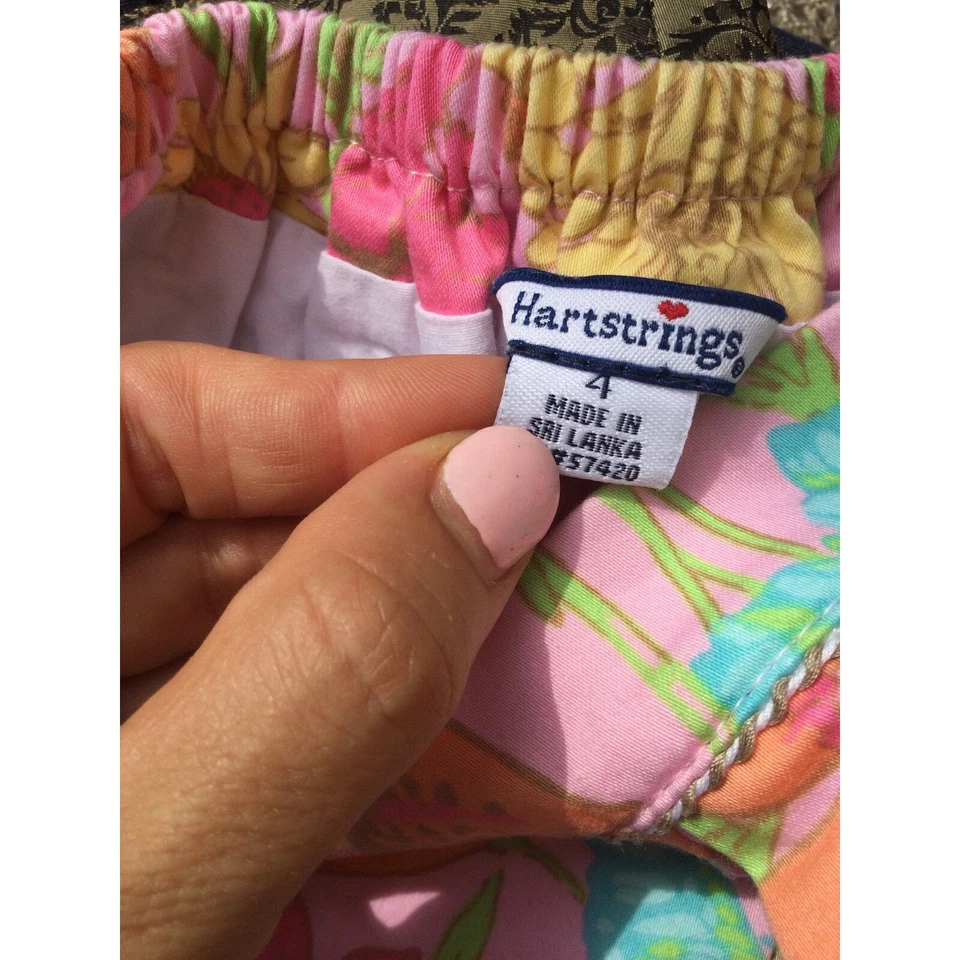 Hartstrings®
4
MADE IN
SRI LANKA
#57420